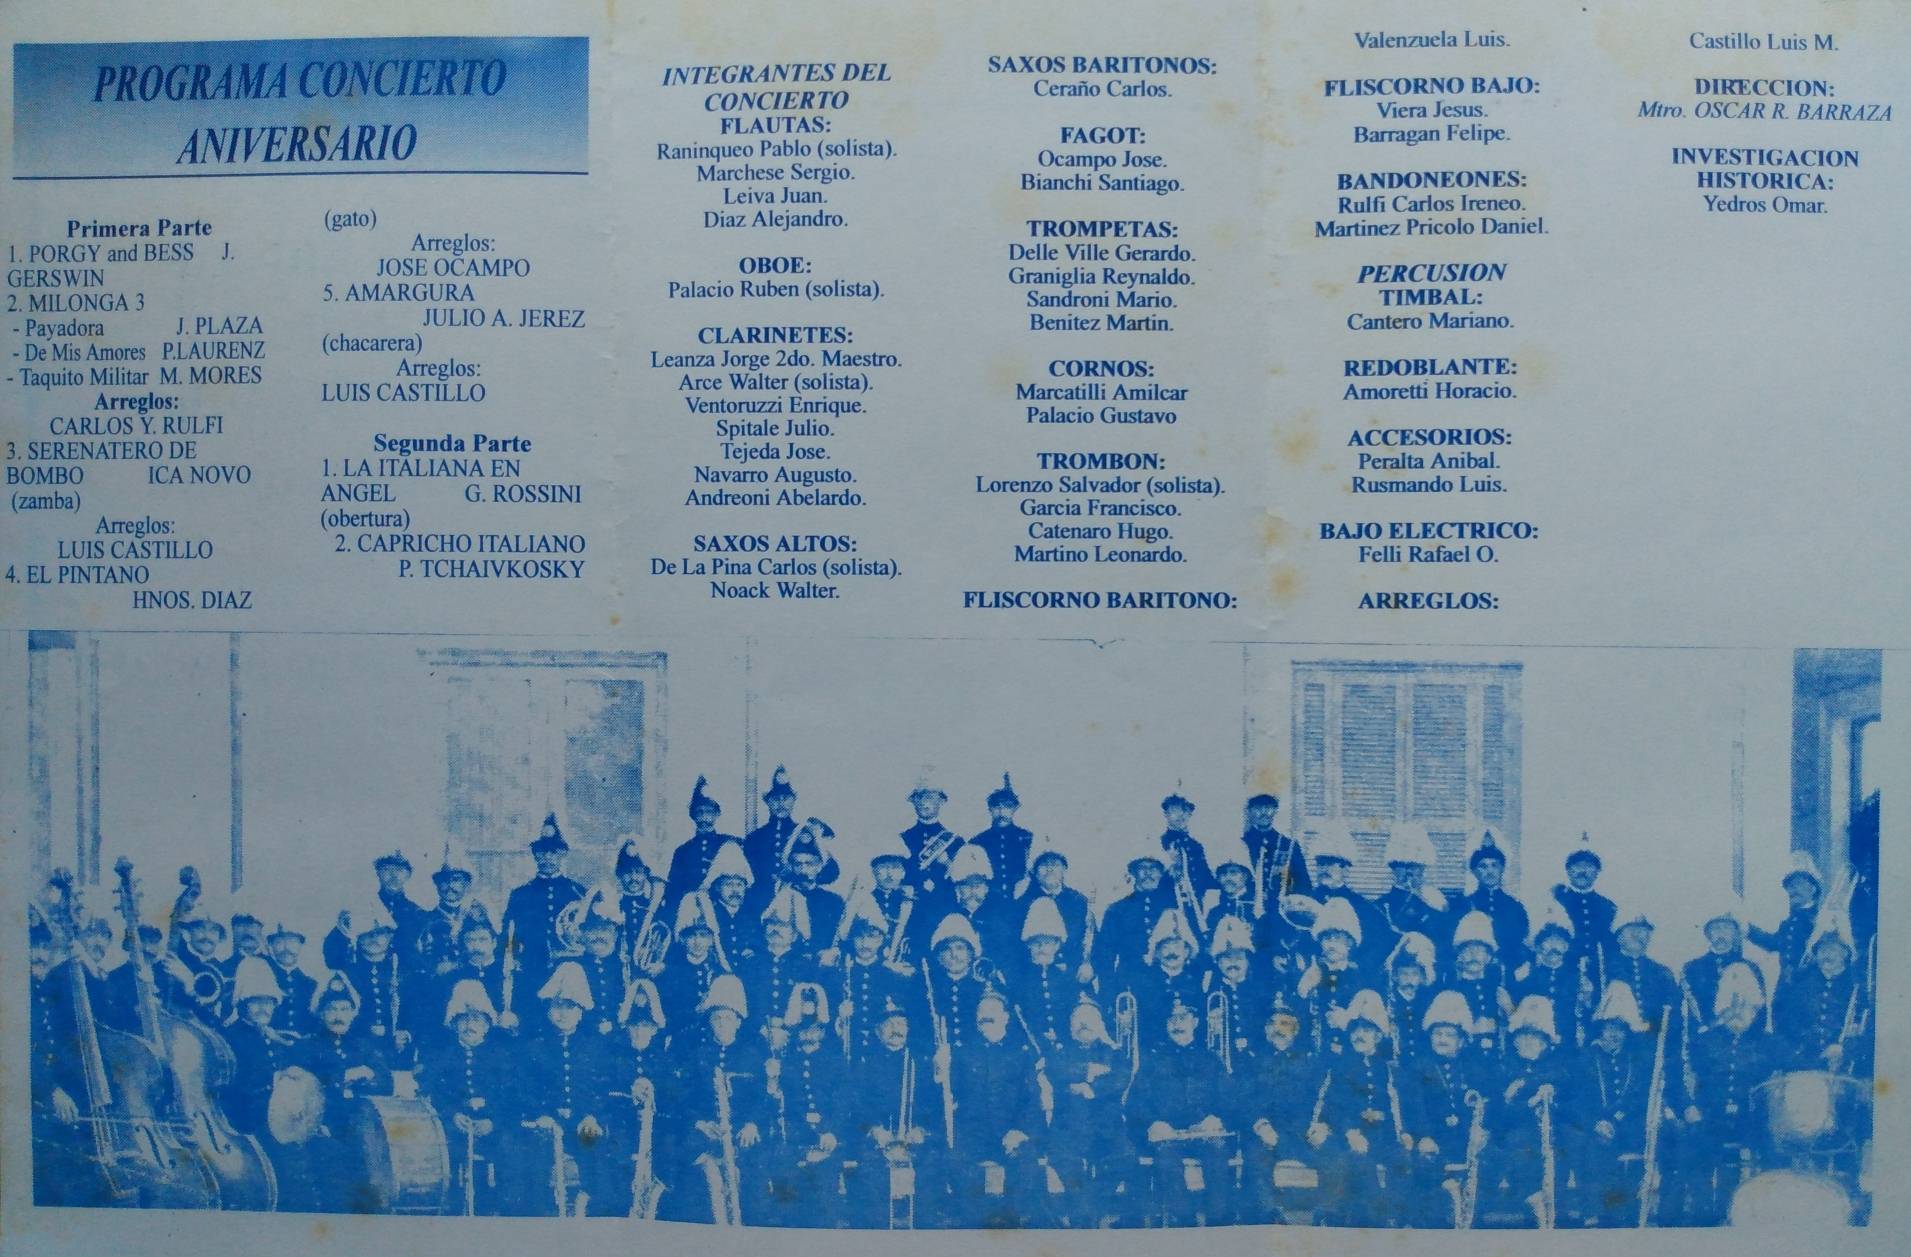 PROGRAMA CONCIERTO
ANIVERSARIO
Primera Parte
1. PORGY and BESS J.
GERSWIN
2. MILONGA 3
- Payadora J. PLAZA
- De Mis Amores P.LAURENZ
- Taquito Militar M. MORES
Arreglos:
CARLOS Y. RULFI
3. SERENATERO DE
BOMBO ICA NOVO
(zamba)
Arreglos:
LUIS CASTILLO
4. EL PINTANO
HNOS. DIAZ
(gato)
Arreglos:
JOSE OCAMPO
5. AMARGURA
JULIO A. JEREZ
(chacarera)
Arreglos:
LUIS CASTILLO
Segunda Parte
1. LA ITALIANA EN
ANGEL G. ROSSINI
(obertura)
2. CAPRICHO ITALIANO
P. TCHAIVKOSKY
INTEGRANTES DEL
CONCIERTO
FLAUTAS:
Raninqueo Pablo (solista).
Marchese Sergio.
Leiva Juan.
Diaz Alejandro.
OBOE:
Palacio Ruben (solista).
CLARINETES:
Leanza Jorge 2do. Maestro.
Arce Walter (solista).
Ventoruzzi Enrique.
Spitale Julio.
Tejeda Jose.
Navarro Augusto.
Andreoni Abelardo.
SAXOS ALTOS:
De La Pina Carlos (solista).
Noack Walter.
SAXOS BARITONOS:
Ceraño Carlos.
FAGOT:
Ocampo Jose.
Bianchi Santiago.
TROMPETAS:
Delle Ville Gerardo.
Graniglia Reynaldo.
Sandroni Mario.
Benitez Martin.
CORNOS:
Marcatilli Amilcar
Palacio Gustavo
TROMBON:
Lorenzo Salvador (solista).
Garcia Francisco.
Catenaro Hugo.
Martino Leonardo.
FLISCORNO BARITONO:
Valenzuela Luis.
FLISCORNO BAJO:
Viera Jesus.
Barragan Felipe.
BANDONEONES:
Rulfi Carlos Ireneo.
Martinez Pricolo Daniel.
PERCUSION
TIMBAL:
Cantero Mariano.
REDOBLANTE:
Amoretti Horacio.
ACCESORIOS:
Peralta Anibal.
Rusmando Luis.
BAJO ELECTRICO:
Felli Rafael O.
ARREGLOS:
Castillo Luis M.
DIRECCION:
Mtro. OSCAR R. BARRAZA
INVESTIGACION
HISTORICA:
Yedros Omar.